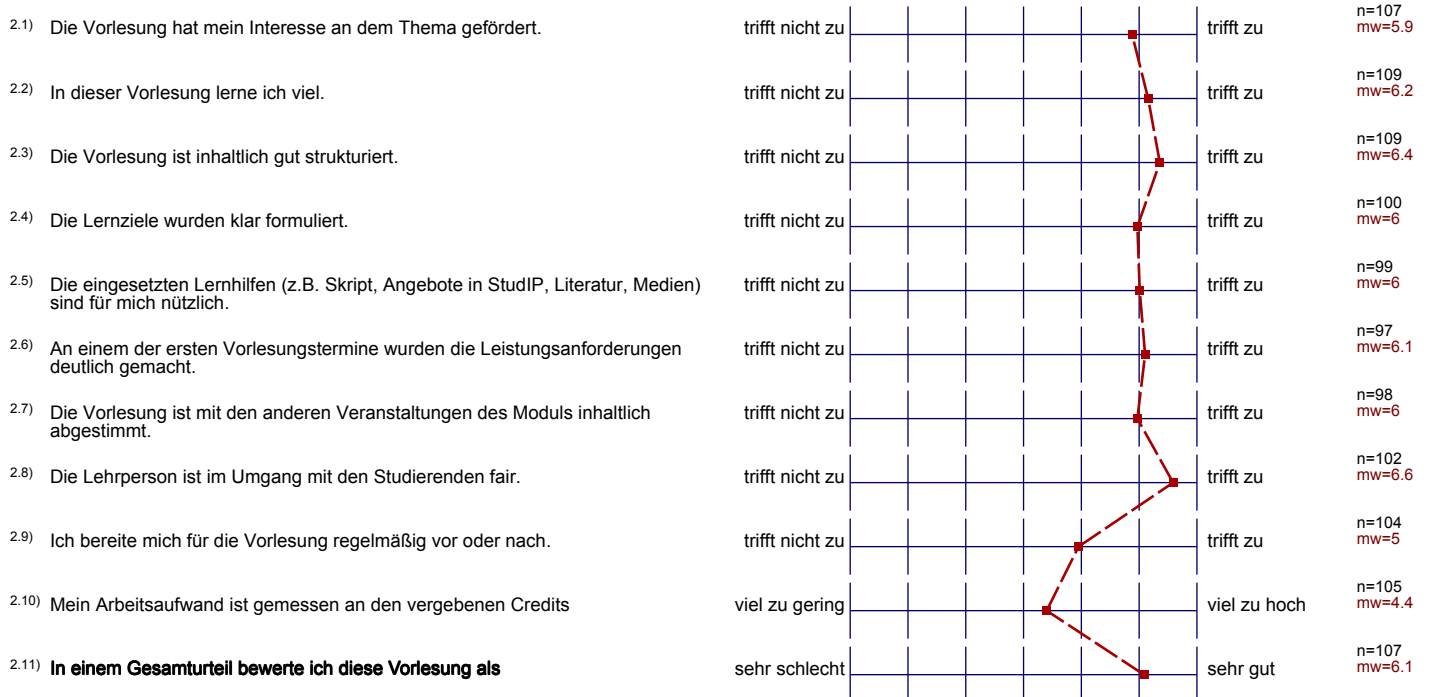 2.1) Die Vorlesung hat mein Interesse an dem Thema gefördert. trifft nicht zu trifft zu n=107
mw=5.9
2.2) In dieser Vorlesung lerne ich viel. trifft nicht zu trifft zu n=109
mw=6.2
2.3) Die Vorlesung ist inhaltlich gut strukturiert. trifft nicht zu trifft zu n=109
mw=6.4
2.4) Die Lernziele wurden klar formuliert. trifft nicht zu trifft zu n=100
mw=6
2.5) Die eingesetzten Lernhilfen (z.B. Skript, Angebote in StudIP, Literatur, Medien) trifft nicht zu trifft zu n=99
sind für mich nützlich. mw=6
2.6) An einem der ersten Vorlesungstermine wurden die Leistungsanforderungen trifft nicht zu trifft zu n=97
deutlich gemacht. mw=6.1
2.7) Die Vorlesung ist mit den anderen Veranstaltungen des Moduls inhaltlich trifft nicht zu trifft zu n=98
abgestimmt. mw=6
2.8) Die Lehrperson ist im Umgang mit den Studierenden fair. trifft nicht zu trifft zu n=102
mw=6.6
2.9) Ich bereite mich für die Vorlesung regelmäßig vor oder nach. trifft nicht zu trifft zu n=104
mw=5
2.10) Mein Arbeitsaufwand ist gemessen an den vergebenen Credits viel zu gering viel zu hoch n=105
mw=4.4
2.11) In einem Gesamturteil bewerte ich diese Vorlesung als sehr schlecht sehr gut n=107
mw=6.1